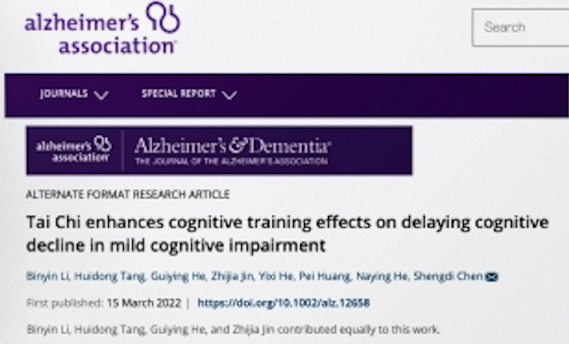 alzheimer's
association®
Search
JOURNALS
SPECIAL REPORT
alzheimer's association® Alzheimer's & Dementia®
THE JOURNAL OF THE ALZHEIMER'S ASSOCIATION
ALTERNATE FORMAT RESEARCH ARTICLE
Tai Chi enhances cognitive training effects on delaying cognitive
decline in mild cognitive impairment
Binyin Li, Huidong Tang, Guiying He, Zhijia Jin, Yixi He, Pei Huang, Naying He, Shengdi Chen
First published: 15 March 2022 | https://doi.org/10.1002/alz.12658
Binyin Li, Huidong Tang, Guiying He, and Zhijia Jin contributed equally to this work.